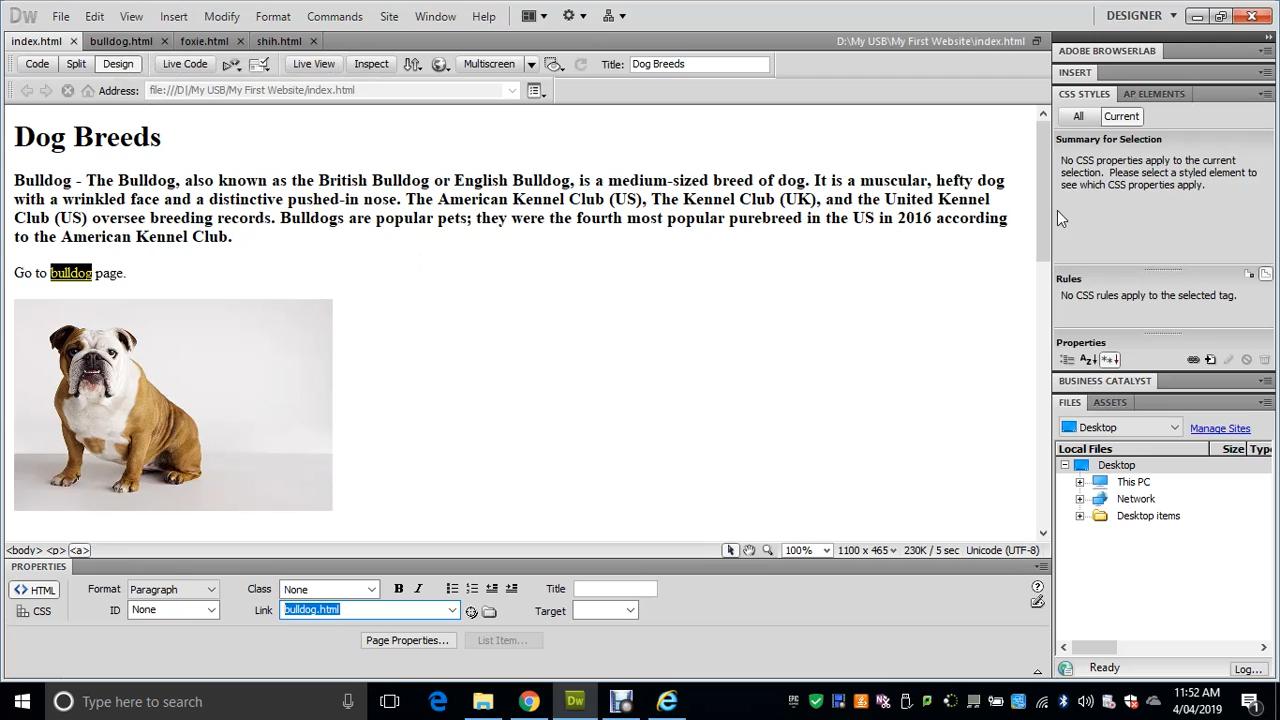 Dw File Edit View Insert Modify Format Commands Site Window Help DESIGNER
index.html bulldog.html foxie.html shih.html D:\My USB\My First Website\index.html
Code Split Design Live Code Live View Inspect Multiscreen Title: Dog Breeds
Address: file:///D|/My USB/My First Website/index.html
Dog Breeds
Bulldog - The Bulldog, also known as the British Bulldog or English Bulldog, is a medium-sized breed of dog. It is a muscular, hefty dog
with a wrinkled face and a distinctive pushed-in nose. The American Kennel Club (US), The Kennel Club (UK), and the United Kennel
Club (US) oversee breeding records. Bulldogs are popular pets; they were the fourth most popular purebreed in the US in 2016 according
to the American Kennel Club.
Go to bulldog page.
<body> <p> <a> 100% 1100 x 465 230K / 5 sec Unicode (UTF-8)
PROPERTIES
HTML Format Paragraph Class None B I Title
CSS ID None Link bulldog.html Target
Page Properties... List Item...
ADOBE BROWSERLAB
INSERT
CSS STYLES AP ELEMENTS
All Current
Summary for Selection
No CSS properties apply to the current
selection. Please select a styled element to
see which CSS properties apply.
Rules
No CSS rules apply to the selected tag.
Properties
BUSINESS CATALYST
FILES ASSETS
Desktop Manage Sites
Local Files Size Type
Desktop
This PC
Network
Desktop items
Ready Log...
Type here to search Dw 11:52 AM
4/04/2019